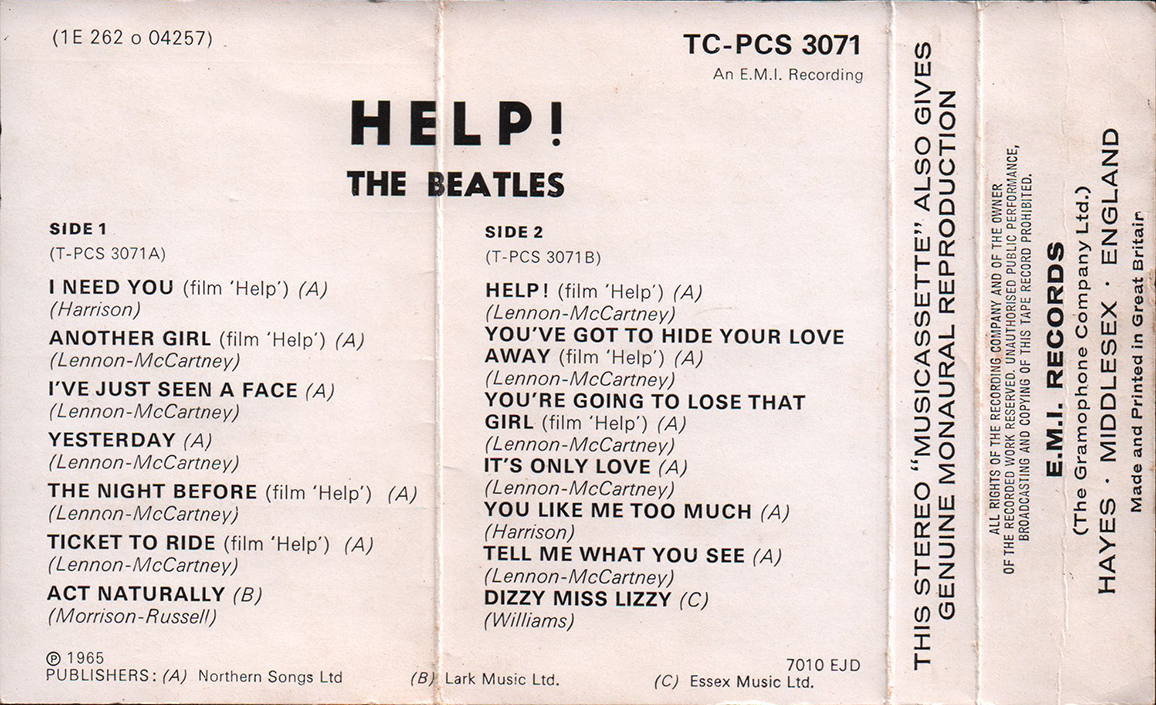 (1E 262 o 04257)
TC-PCS 3071
An E.M.I. Recording
HELP!
THE BEATLES
SIDE 1
(T-PCS 3071A)
I NEED YOU (film 'Help') (A)
(Harrison)
ANOTHER GIRL (film 'Help') (A)
(Lennon-McCartney)
I'VE JUST SEEN A FACE (A)
(Lennon-McCartney)
YESTERDAY (A)
(Lennon-McCartney)
THE NIGHT BEFORE (film 'Help') (A)
(Lennon-McCartney)
TICKET TO RIDE (film 'Help') (A)
(Lennon-McCartney)
ACT NATURALLY (B)
(Morrison-Russell)
SIDE 2
(T-PCS 3071B)
HELP! (film 'Help') (A)
(Lennon-McCartney)
YOU'VE GOT TO HIDE YOUR LOVE
AWAY (film 'Help') (A)
(Lennon-McCartney)
YOU'RE GOING TO LOSE THAT
GIRL (film 'Help') (A)
(Lennon-McCartney)
IT'S ONLY LOVE (A)
(Lennon-McCartney)
YOU LIKE ME TOO MUCH (A)
(Harrison)
TELL ME WHAT YOU SEE (A)
(Lennon-McCartney)
DIZZY MISS LIZZY (C)
(Williams)
℗ 1965
7010 EJD
PUBLISHERS: (A) Northern Songs Ltd (B) Lark Music Ltd. (C) Essex Music Ltd.
THIS STEREO "MUSICASSETTE" ALSO GIVES
GENUINE MONAURAL REPRODUCTION
ALL RIGHTS OF THE RECORDING COMPANY AND OF THE OWNER
OF THE RECORDED WORK RESERVED. UNAUTHORISED PUBLIC PERFORMANCE,
BROADCASTING AND COPYING OF THIS TAPE RECORD PROHIBITED.
E.M.I. RECORDS
(The Gramophone Company Ltd.)
HAYES · MIDDLESEX · ENGLAND
Made and Printed in Great Britain